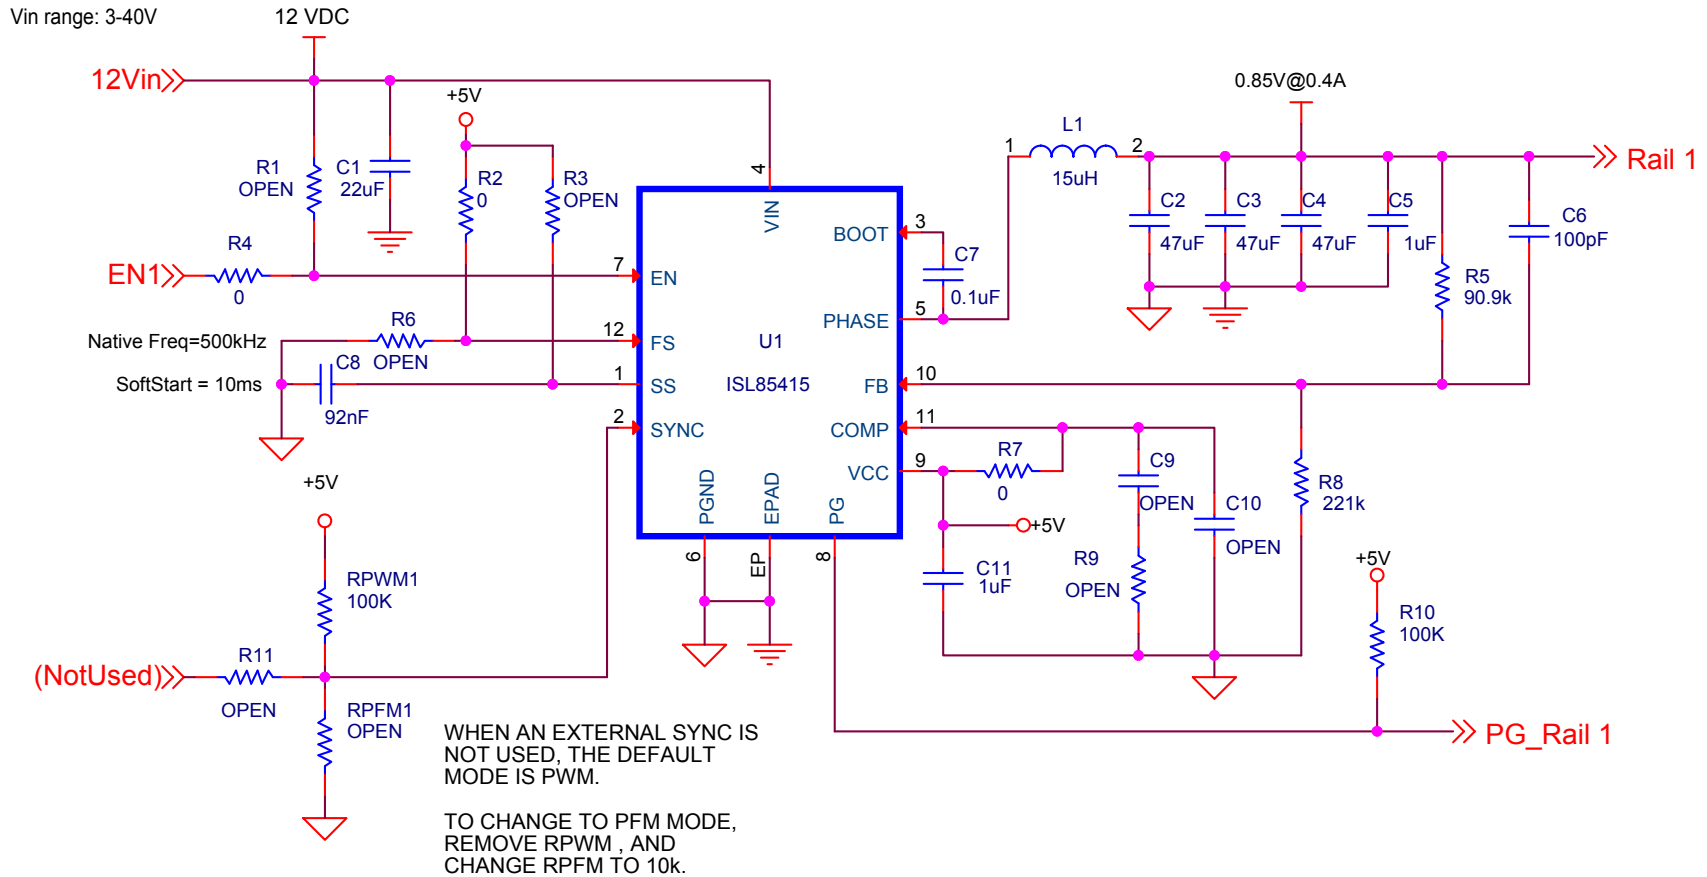 Vin range: 3-40V
12 VDC
12Vin
+5V
0.85V@0.4A
R1
OPEN
C1
22uF
R2
0
R3
OPEN
4
VIN
L1
1
2
15uH
Rail 1
C2
47uF
C3
47uF
C4
47uF
C5
1uF
C6
100pF
BOOT
3
C7
0.1uF
R4
EN1
0
7
EN
R5
90.9k
PHASE
5
Native Freq=500kHz
R6
OPEN
12
FS
U1
ISL85415
SoftStart = 10ms
C8
92nF
1
SS
FB
10
2
SYNC
COMP
11
VCC
9
R7
0
C9
OPEN
C10
OPEN
R8
221k
PGND
EPAD
PG
+5V
+5V
6
EP
8
C11
1uF
R9
OPEN
+5V
R10
100K
RPWM1
100K
(NotUsed)
R11
OPEN
RPFM1
OPEN
PG_Rail 1
WHEN AN EXTERNAL SYNC IS
NOT USED, THE DEFAULT
MODE IS PWM.
TO CHANGE TO PFM MODE,
REMOVE RPWM , AND
CHANGE RPFM TO 10k.